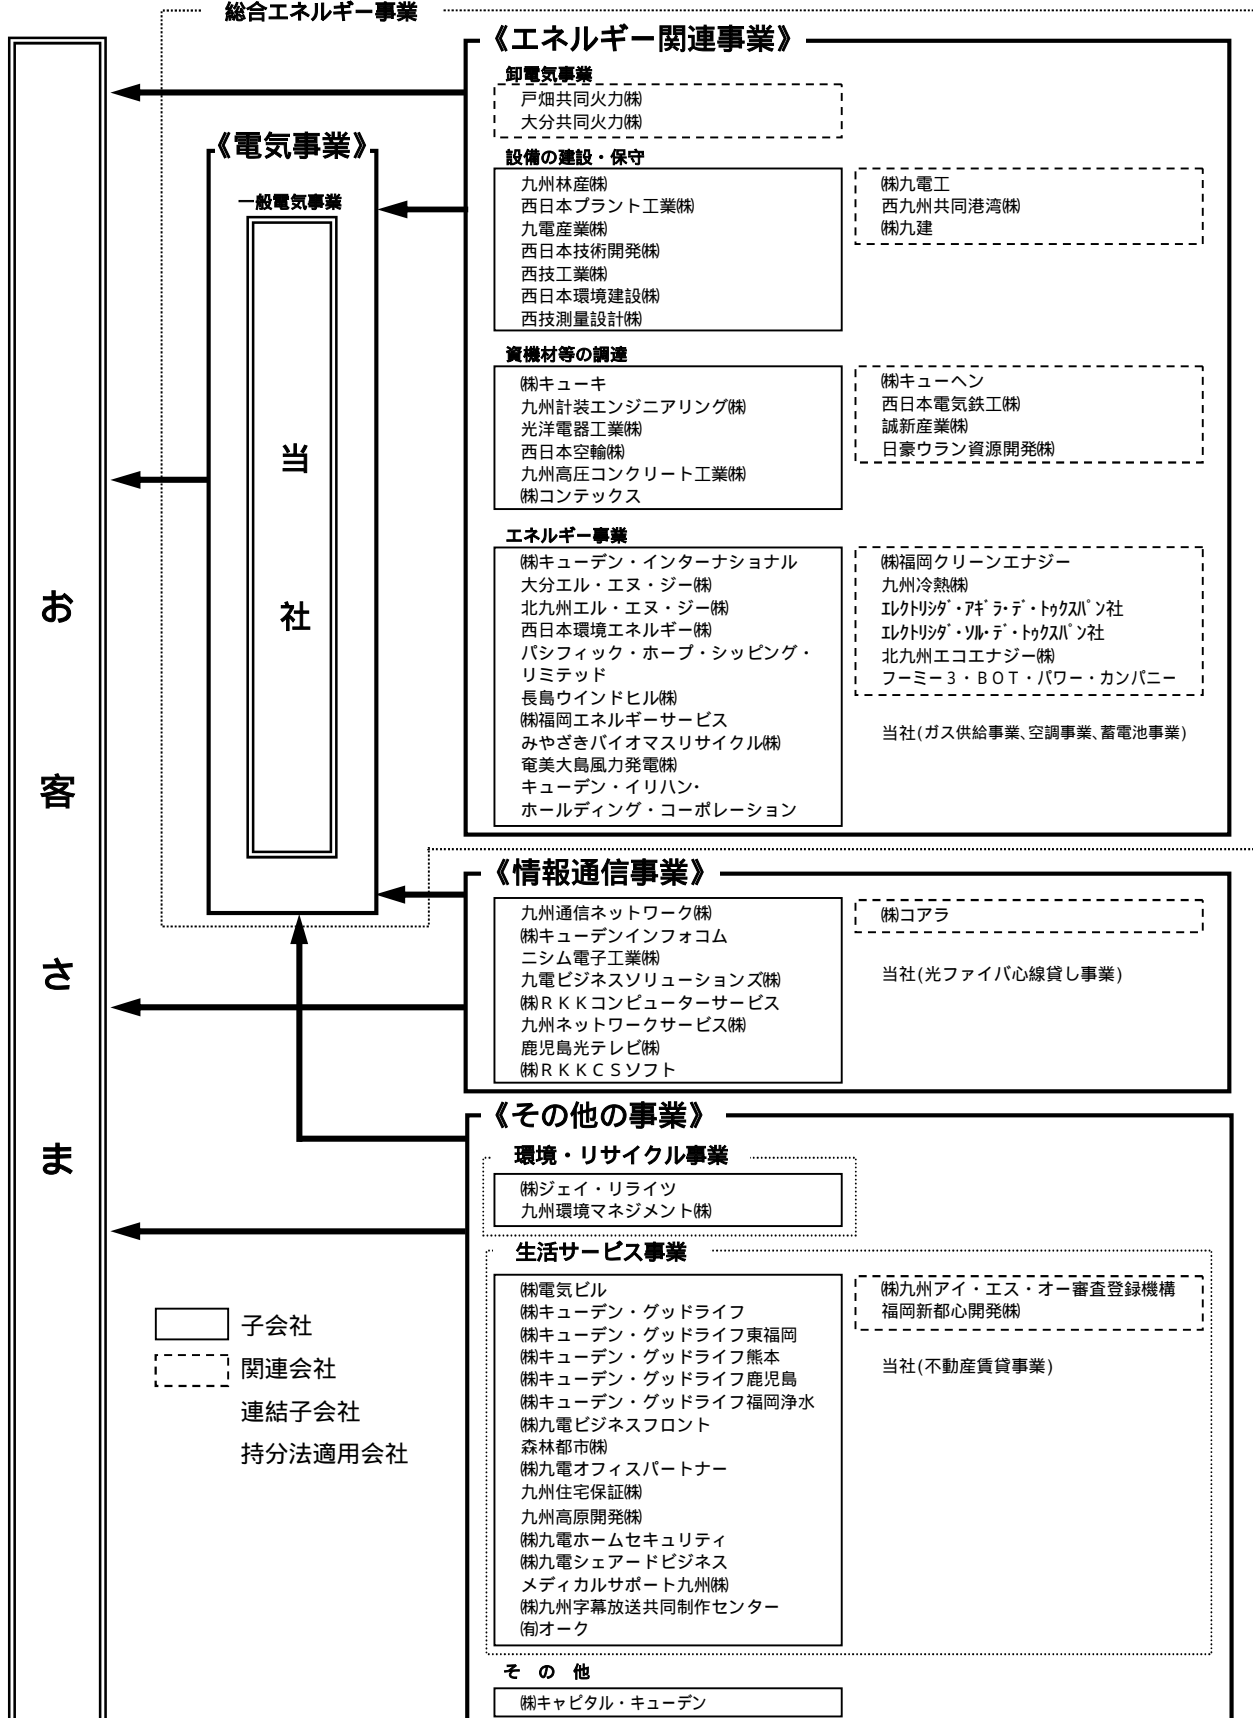 総合エネルギー事業
《エネルギー関連事業》
卸電気事業
戸畑共同火力㈱
大分共同火力㈱
《電気事業》
一般電気事業
当
社
設備の建設・保守
九州林産㈱
西日本プラント工業㈱
九電産業㈱
西日本技術開発㈱
西技工業㈱
西日本環境建設㈱
西技測量設計㈱
㈱九電工
西九州共同港湾㈱
㈱九建
資機材等の調達
㈱キューキ
九州計装エンジニアリング㈱
光洋電器工業㈱
西日本空輸㈱
九州高圧コンクリート工業㈱
㈱コンテックス
㈱キューヘン
西日本電気鉄工㈱
誠新産業㈱
日豪ウラン資源開発㈱
エネルギー事業
㈱キューデン・インターナショナル
大分エル・エヌ・ジー㈱
北九州エル・エヌ・ジー㈱
西日本環境エネルギー㈱
パシフィック・ホープ・シッピング・
リミテッド
長島ウインドヒル㈱
㈱福岡エネルギーサービス
みやざきバイオマスリサイクル㈱
奄美大島風力発電㈱
キューデン・イリハン・
ホールディング・コーポレーション
㈱福岡クリーンエナジー
九州冷熱㈱
ｴﾚｸﾄﾘｼﾀﾞ・ｱｷﾞﾗ・ﾃﾞ・ﾄｩｸｽﾊﾟﾝ社
ｴﾚｸﾄﾘｼﾀﾞ・ｿﾙ・ﾃﾞ・ﾄｩｸｽﾊﾟﾝ社
北九州エコエナジー㈱
フーミー３・ＢＯＴ・パワー・カンパニー
当社(ガス供給事業､空調事業､蓄電池事業)
《情報通信事業》
九州通信ネットワーク㈱
㈱キューデンインフォコム
ニシム電子工業㈱
九電ビジネスソリューションズ㈱
㈱ＲＫＫコンピューターサービス
九州ネットワークサービス㈱
鹿児島光テレビ㈱
㈱ＲＫＫＣＳソフト
㈱コアラ
当社(光ファイバ心線貸し事業)
《その他の事業》
環境・リサイクル事業
㈱ジェイ・リライツ
九州環境マネジメント㈱
生活サービス事業
㈱電気ビル
㈱キューデン・グッドライフ
㈱キューデン・グッドライフ東福岡
㈱キューデン・グッドライフ熊本
㈱キューデン・グッドライフ鹿児島
㈱キューデン・グッドライフ福岡浄水
㈱九電ビジネスフロント
森林都市㈱
㈱九電オフィスパートナー
九州住宅保証㈱
九州高原開発㈱
㈱九電ホームセキュリティ
㈱九電シェアードビジネス
メディカルサポート九州㈱
㈱九州字幕放送共同制作センター
㈲オーク
㈱九州アイ・エス・オー審査登録機構
福岡新都心開発㈱
当社(不動産賃貸事業)
そ の 他
㈱キャピタル・キューデン
お
客
さ
ま
子会社
関連会社
連結子会社
持分法適用会社